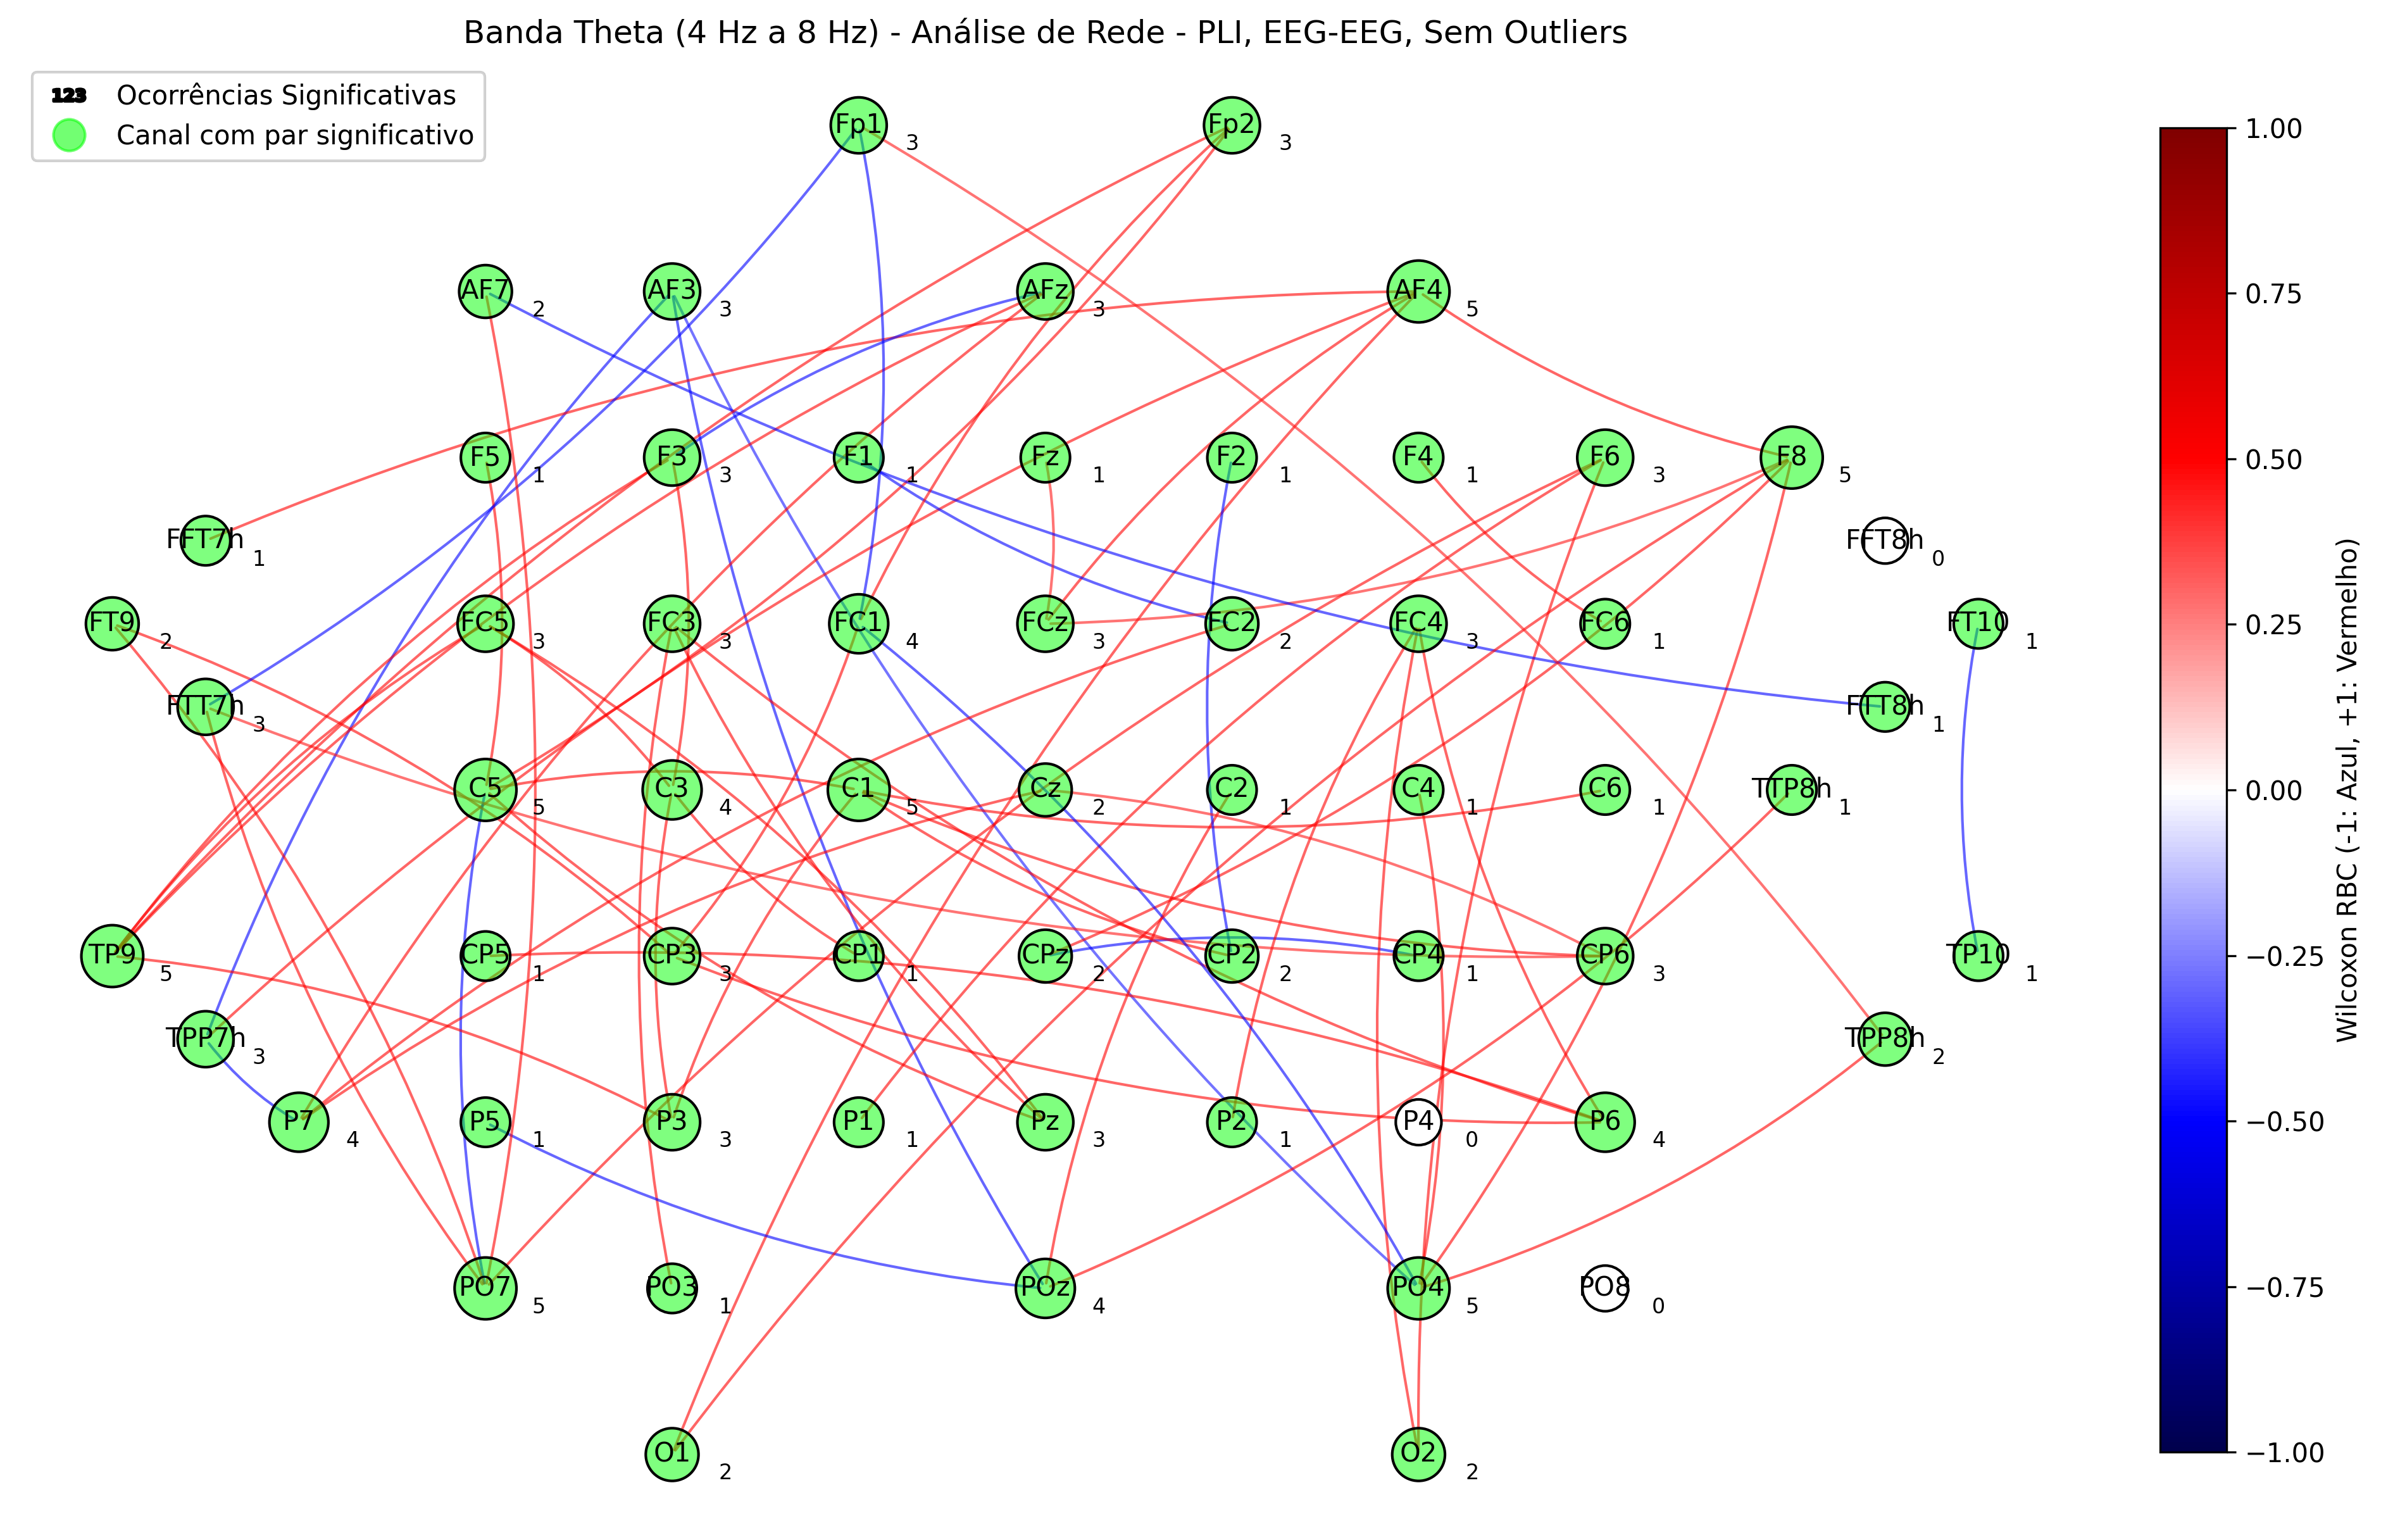 Banda Theta (4 Hz a 8 Hz) - Análise de Rede - PLI, EEG-EEG, Sem Outliers
123 Ocorrências Significativas
Canal com par significativo
Fp1 3 Fp2 3
AF7 2 AF3 3 AFz 3 AF4 5
F5 1 F3 3 F1 1 Fz 1 F2 1 F4 1 F6 3 F8 5
FFT7h 1 FFT8h 0
FT9 2 FC5 3 FC3 3 FC1 4 FCz 3 FC2 2 FC4 3 FC6 1 FT10 1
FTT7h 3 FTT8h 1
C5 5 C3 4 C1 5 Cz 2 C2 1 C4 1 C6 1 TTP8h 1
TP9 5 CP5 1 CP3 3 CP1 1 CPz 2 CP2 2 CP4 1 CP6 3 TP10 1
TPP7h 3 TPP8h 2
P7 4 P5 1 P3 3 P1 1 Pz 3 P2 1 P4 0 P6 4
PO7 5 PO3 1 POz 4 PO4 5 PO8 0
O1 2 O2 2
1.00
0.75
0.50
0.25
0.00
−0.25
−0.50
−0.75
−1.00
Wilcoxon RBC (-1: Azul, +1: Vermelho)